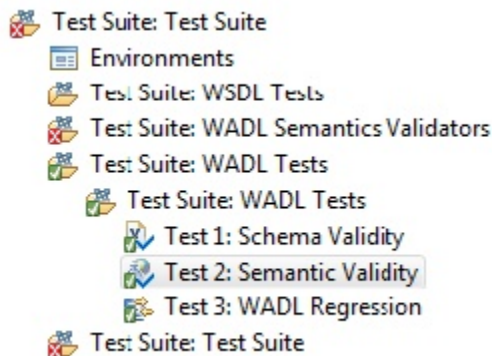 Test Suite: Test Suite
Environments
Test Suite: WSDL Tests
Test Suite: WADL Semantics Validators
Test Suite: WADL Tests
Test Suite: WADL Tests
Test 1: Schema Validity
Test 2: Semantic Validity
Test 3: WADL Regression
Test Suite: Test Suite